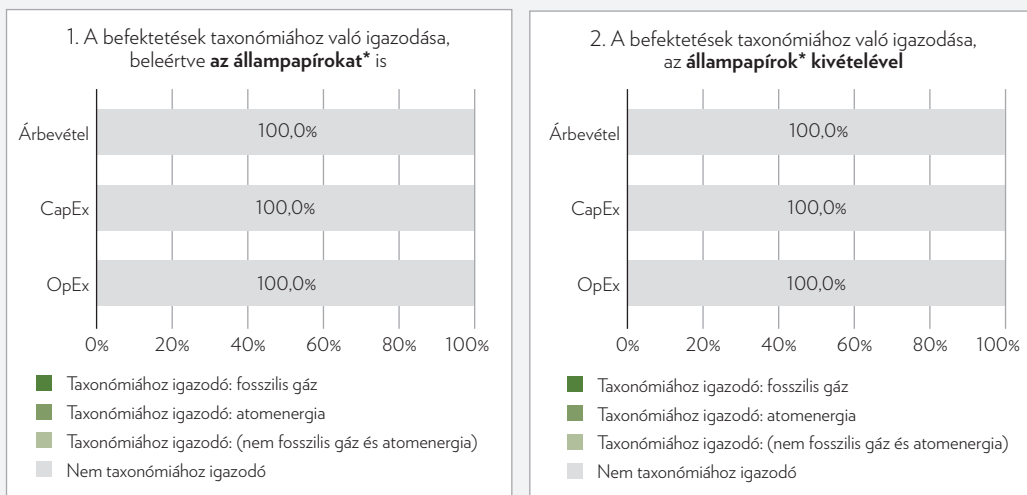 1. A befektetések taxonómiához való igazodása,
beleértve az állampapírokat* is
Árbevétel
100,0%
CapEx
100,0%
OpEx
100,0%
0% 20% 40% 60% 80% 100%
Taxonómiához igazodó: fosszilis gáz
Taxonómiához igazodó: atomenergia
Taxonómiához igazodó: (nem fosszilis gáz és atomenergia)
Nem taxonómiához igazodó
2. A befektetések taxonómiához való igazodása,
az állampapírok* kivételével
Árbevétel
100,0%
CapEx
100,0%
OpEx
100,0%
0% 20% 40% 60% 80% 100%
Taxonómiához igazodó: fosszilis gáz
Taxonómiához igazodó: atomenergia
Taxonómiához igazodó: (nem fosszilis gáz és atomenergia)
Nem taxonómiához igazodó